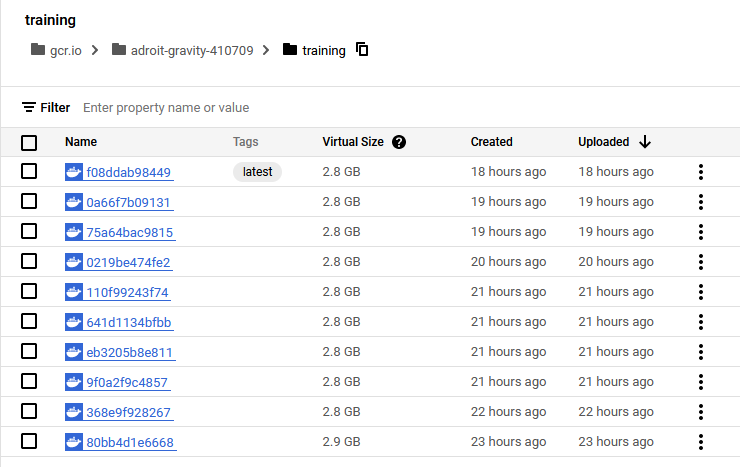 training
gcr.io > adroit-gravity-410709 > training
Filter Enter property name or value
Name Tags Virtual Size ? Created Uploaded
f08ddab98449 latest 2.8 GB 18 hours ago 18 hours ago
0a66f7b09131 2.8 GB 19 hours ago 19 hours ago
75a64bac9815 2.8 GB 19 hours ago 19 hours ago
0219be474fe2 2.8 GB 20 hours ago 20 hours ago
110f99243f74 2.8 GB 21 hours ago 21 hours ago
641d1134bfbb 2.8 GB 21 hours ago 21 hours ago
eb3205b8e811 2.8 GB 21 hours ago 21 hours ago
9f0a2f9c4857 2.8 GB 21 hours ago 21 hours ago
368e9f928267 2.8 GB 22 hours ago 22 hours ago
80bb4d1e6668 2.9 GB 23 hours ago 23 hours ago